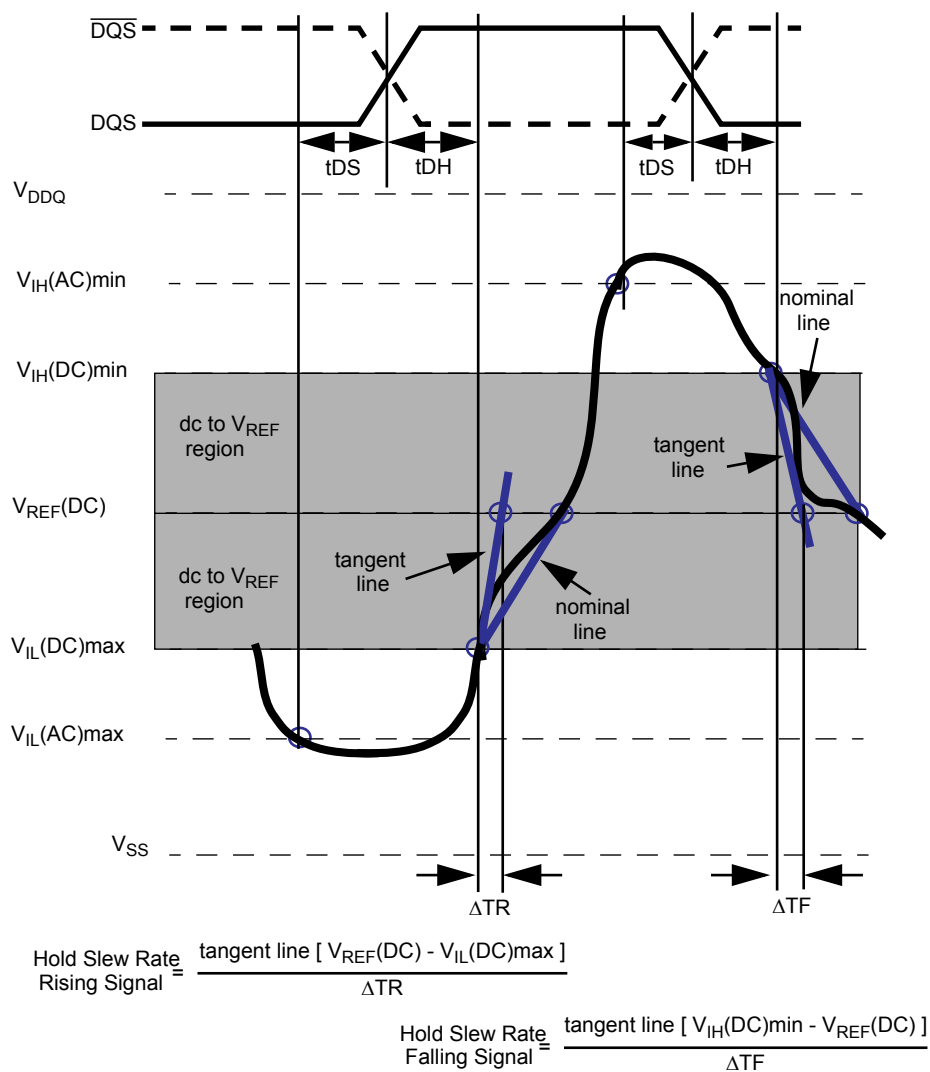 DQS
DQS
tDS tDH tDS tDH
VDDQ
VIH(AC)min
nominal
line
VIH(DC)min
dc to VREF
region
tangent
line
VREF(DC)
tangent
line
dc to VREF
region
nominal
line
VIL(DC)max
VIL(AC)max
VSS
ΔTR ΔTF
Hold Slew Rate
Rising Signal
=
tangent line [ VREF(DC) - VIL(DC)max ]
ΔTR
Hold Slew Rate
Falling Signal
=
tangent line [ VIH(DC)min - VREF(DC) ]
ΔTF